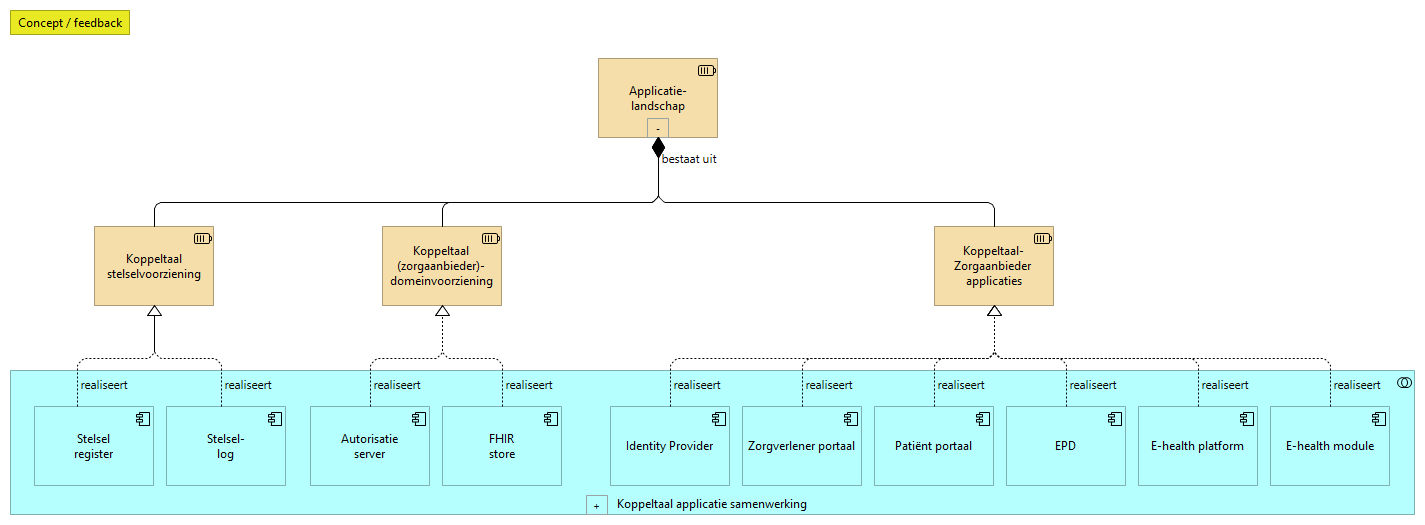 Concept / feedback
Applicatie-
landschap
-
bestaat uit
Koppeltaal
stelselvoorziening
Koppeltaal
(zorgaanbieder)-
domeinvoorziening
Koppeltaal-
Zorgaanbieder
applicaties
realiseert
realiseert
realiseert
realiseert
realiseert
realiseert
realiseert
realiseert
realiseert
realiseert
Stelsel
register
Stelsel-
log
Autorisatie
server
FHIR
store
Identity Provider
Zorgverlener portaal
Patiënt portaal
EPD
E-health platform
E-health module
+
Koppeltaal applicatie samenwerking